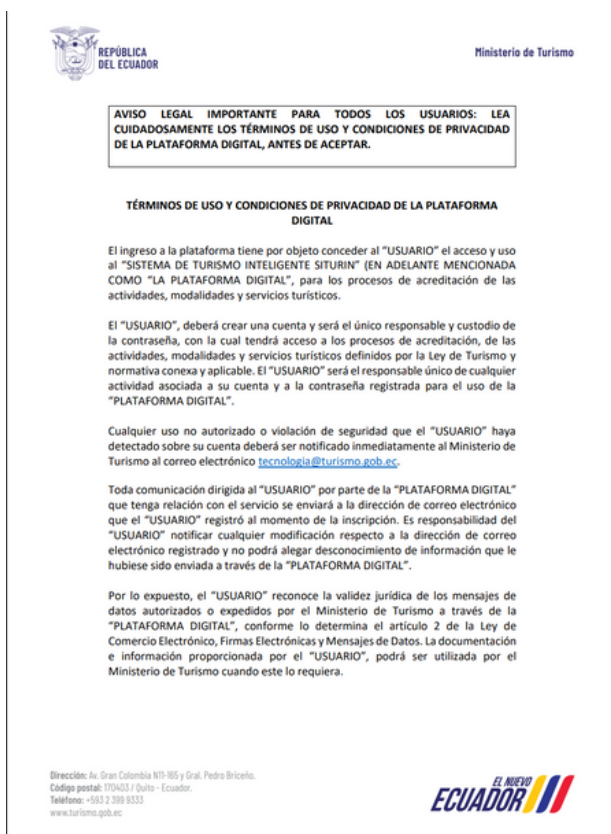 REPÚBLICA
DEL ECUADOR
Ministerio de Turismo
AVISO LEGAL IMPORTANTE PARA TODOS LOS USUARIOS: LEA
CUIDADOSAMENTE LOS TÉRMINOS DE USO Y CONDICIONES DE PRIVACIDAD
DE LA PLATAFORMA DIGITAL, ANTES DE ACEPTAR.
TÉRMINOS DE USO Y CONDICIONES DE PRIVACIDAD DE LA PLATAFORMA
DIGITAL
El ingreso a la plataforma tiene por objeto conceder al "USUARIO" el acceso y uso
al "SISTEMA DE TURISMO INTELIGENTE SITURIN" (EN ADELANTE MENCIONADA
COMO "LA PLATAFORMA DIGITAL", para los procesos de acreditación de las
actividades, modalidades y servicios turísticos.
El "USUARIO", deberá crear una cuenta y será el único responsable y custodio de
la contraseña, con la cual tendrá acceso a los procesos de acreditación, de las
actividades, modalidades y servicios turísticos definidos por la Ley de Turismo y
normativa conexa y aplicable. El "USUARIO" será el responsable único de cualquier
actividad asociada a su cuenta y a la contraseña registrada para el uso de la
"PLATAFORMA DIGITAL".
Cualquier uso no autorizado o violación de seguridad que el "USUARIO" haya
detectado sobre su cuenta deberá ser notificado inmediatamente al Ministerio de
Turismo al correo electrónico tecnologia@turismo.gob.ec.
Toda comunicación dirigida al "USUARIO" por parte de la "PLATAFORMA DIGITAL"
que tenga relación con el servicio se enviará a la dirección de correo electrónico
que el "USUARIO" registró al momento de la inscripción. Es responsabilidad del
"USUARIO" notificar cualquier modificación respecto a la dirección de correo
electrónico registrado y no podrá alegar desconocimiento de información que le
hubiese sido enviada a través de la "PLATAFORMA DIGITAL".
Por lo expuesto, el "USUARIO" reconoce la validez jurídica de los mensajes de
datos autorizados o expedidos por el Ministerio de Turismo a través de la
"PLATAFORMA DIGITAL", conforme lo determina el artículo 2 de la Ley de
Comercio Electrónico, Firmas Electrónicas y Mensajes de Datos. La documentación
e información proporcionada por el "USUARIO", podrá ser utilizada por el
Ministerio de Turismo cuando este lo requiera.
Dirección: Av. Gran Colombia N11-165 y Gral. Pedro Briceño.
Código postal: 170403 / Quito - Ecuador.
Teléfono: +593 2 399 9333
www.turismo.gob.ec
EL NUEVO
ECUADOR